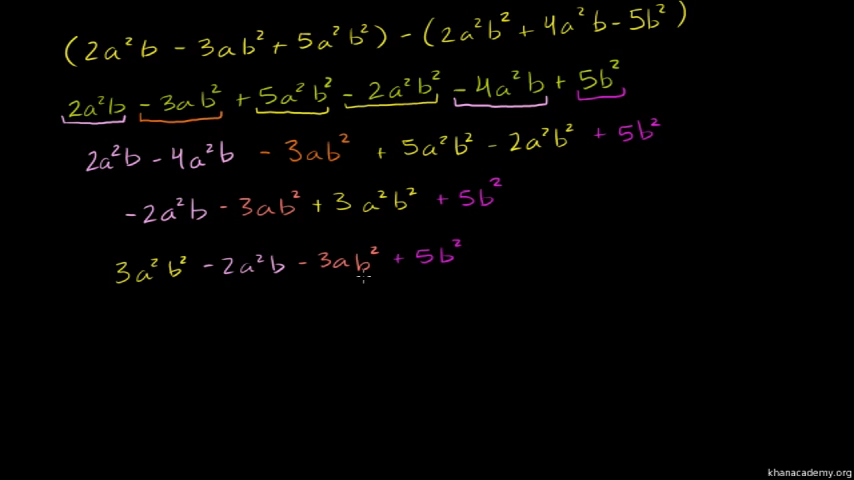 (2a²b - 3ab² + 5a²b²) - (2a²b² + 4a²b - 5b²)
2a²b - 3ab² + 5a²b² - 2a²b² - 4a²b + 5b²
2a²b - 4a²b - 3ab² + 5a²b² - 2a²b² + 5b²
-2a²b - 3ab² + 3a²b² + 5b²
3a²b² - 2a²b - 3ab² + 5b²
khanacademy.org